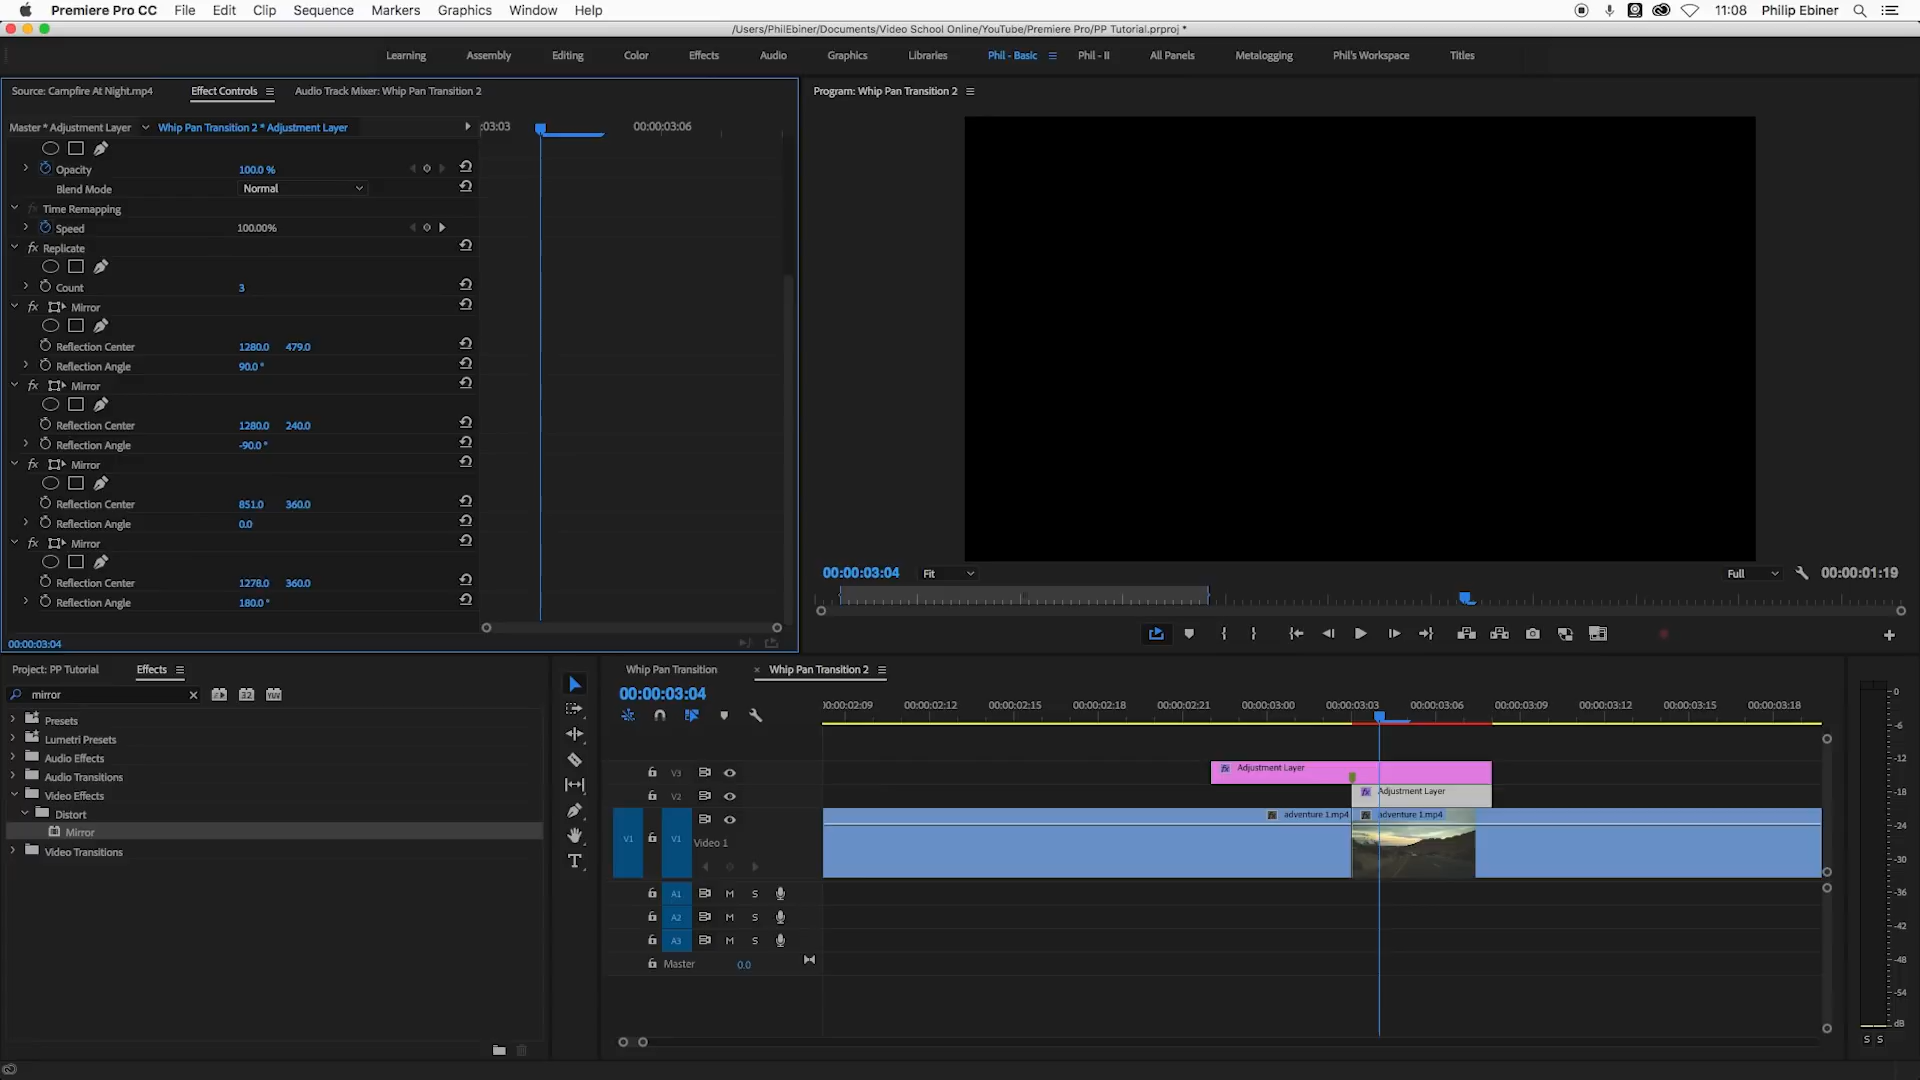 Premiere Pro CC File Edit Clip Sequence Markers Graphics Window Help 11:08 Philip Ebiner
/Users/PhilEbiner/Documents/Video School Online/YouTube/Premiere Pro/PP Tutorial.prproj *
Learning Assembly Editing Color Effects Audio Graphics Libraries Phil - Basic Phil - II All Panels Metalogging Phil's Workspace Titles
Source: Campfire At Night.mp4 Effect Controls Audio Track Mixer: Whip Pan Transition 2
Program: Whip Pan Transition 2
Master * Adjustment Layer Whip Pan Transition 2 * Adjustment Layer
:03:03 00:00:03:06
Opacity 100.0 %
Blend Mode Normal
Time Remapping
Speed 100.00%
fx Replicate
Count 3
fx Mirror
Reflection Center 1280.0 479.0
Reflection Angle 90.0 °
fx Mirror
Reflection Center 1280.0 240.0
Reflection Angle -90.0 °
fx Mirror
Reflection Center 851.0 360.0
Reflection Angle 0.0
fx Mirror
Reflection Center 1278.0 360.0
Reflection Angle 180.0 °
00:00:03:04
00:00:03:04 Fit Full 00:00:01:19
Project: PP Tutorial Effects
mirror
32 YUV
Presets
Lumetri Presets
Audio Effects
Audio Transitions
Video Effects
Distort
Mirror
Video Transitions
T
Whip Pan Transition × Whip Pan Transition 2
00:00:03:04
00:00:02:09 00:00:02:12 00:00:02:15 00:00:02:18 00:00:02:21 00:00:03:00 00:00:03:03 00:00:03:06 00:00:03:09 00:00:03:12 00:00:03:15 00:00:03:18
V3 fx Adjustment Layer
V2 fx Adjustment Layer
V1 V1 Video 1
adventure 1.mp4 adventure 1.mp4
A1 M S
A2 M S
A3 M S
Master 0.0
0
-6
-12
-18
-24
-30
-36
-42
-48
-54
dB
S S